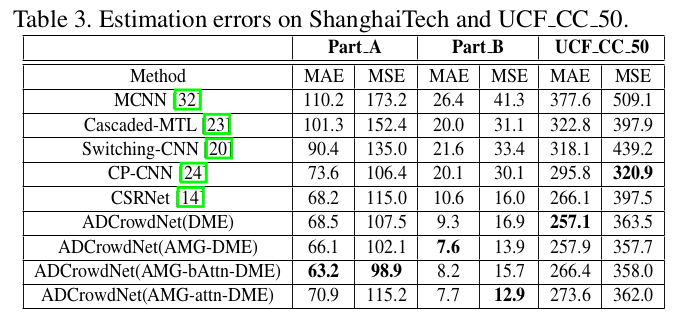 Table 3. Estimation errors on ShanghaiTech and UCF_CC_50.
Part_A Part_B UCF_CC_50
Method MAE MSE MAE MSE MAE MSE
MCNN [32] 110.2 173.2 26.4 41.3 377.6 509.1
Cascaded-MTL [23] 101.3 152.4 20.0 31.1 322.8 397.9
Switching-CNN [20] 90.4 135.0 21.6 33.4 318.1 439.2
CP-CNN [24] 73.6 106.4 20.1 30.1 295.8 320.9
CSRNet [14] 68.2 115.0 10.6 16.0 266.1 397.5
ADCrowdNet(DME) 68.5 107.5 9.3 16.9 257.1 363.5
ADCrowdNet(AMG-DME) 66.1 102.1 7.6 13.9 257.9 357.7
ADCrowdNet(AMG-bAttn-DME) 63.2 98.9 8.2 15.7 266.4 358.0
ADCrowdNet(AMG-attn-DME) 70.9 115.2 7.7 12.9 273.6 362.0